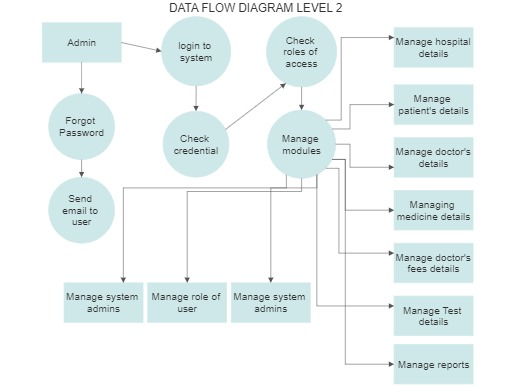 DATA FLOW DIAGRAM LEVEL 2
Admin
login to
system
Check
roles of
access
Manage hospital
details
Forgot
Password
Check
credential
Manage
modules
Manage
patient's details
Manage doctor's
details
Send
email to
user
Managing
medicine details
Manage doctor's
fees details
Manage system
admins
Manage role of
user
Manage system
admins
Manage Test
details
Manage reports